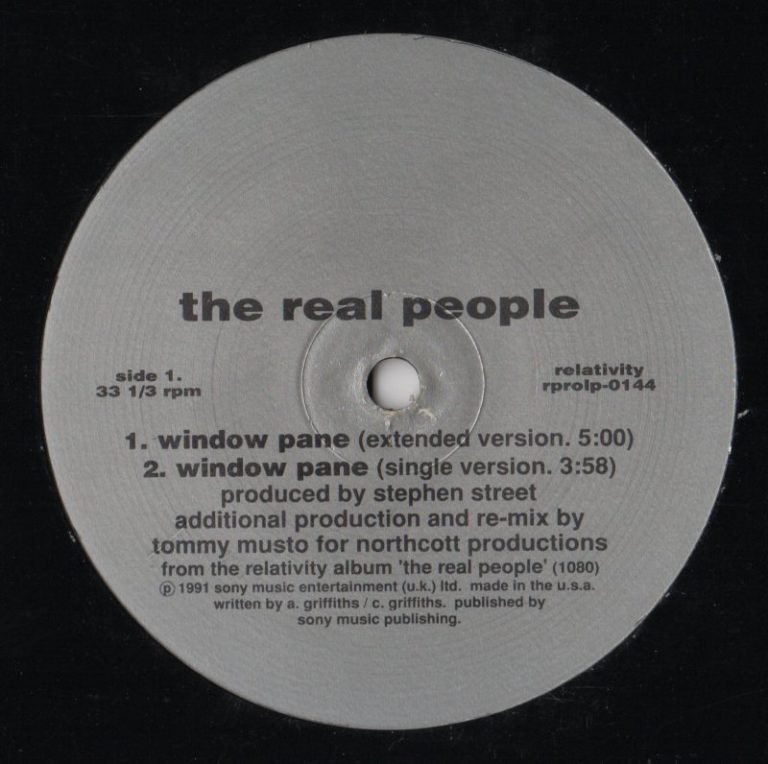 the real people
side 1.
33 1/3 rpm
relativity
rprolp-0144
1. window pane (extended version. 5:00)
2. window pane (single version. 3:58)
produced by stephen street
additional production and re-mix by
tommy musto for northcott productions
from the relativity album 'the real people' (1080)
℗ 1991 sony music entertainment (u.k.) ltd. made in the u.s.a.
written by a. griffiths / c. griffiths. published by
sony music publishing.